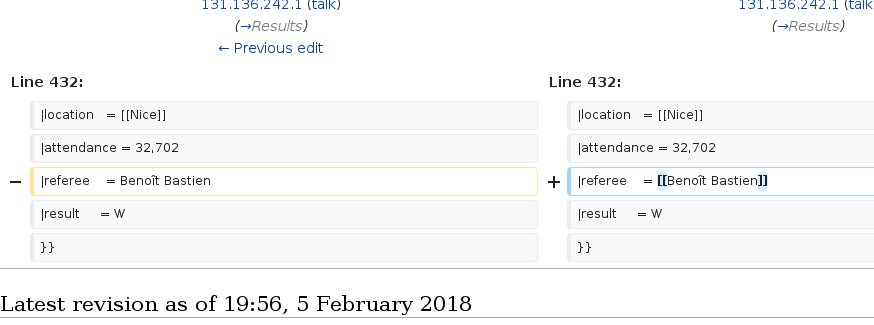 131.136.242.1 (talk)
(→Results)
← Previous edit
131.136.242.1 (talk
(→Results)
Line 432:
Line 432:
|location = [[Nice]]
|location = [[Nice]]
|attendance = 32,702
|attendance = 32,702
− |referee = Benoît Bastien
+ |referee = [[Benoît Bastien]]
|result = W
|result = W
}}
}}
Latest revision as of 19:56, 5 February 2018